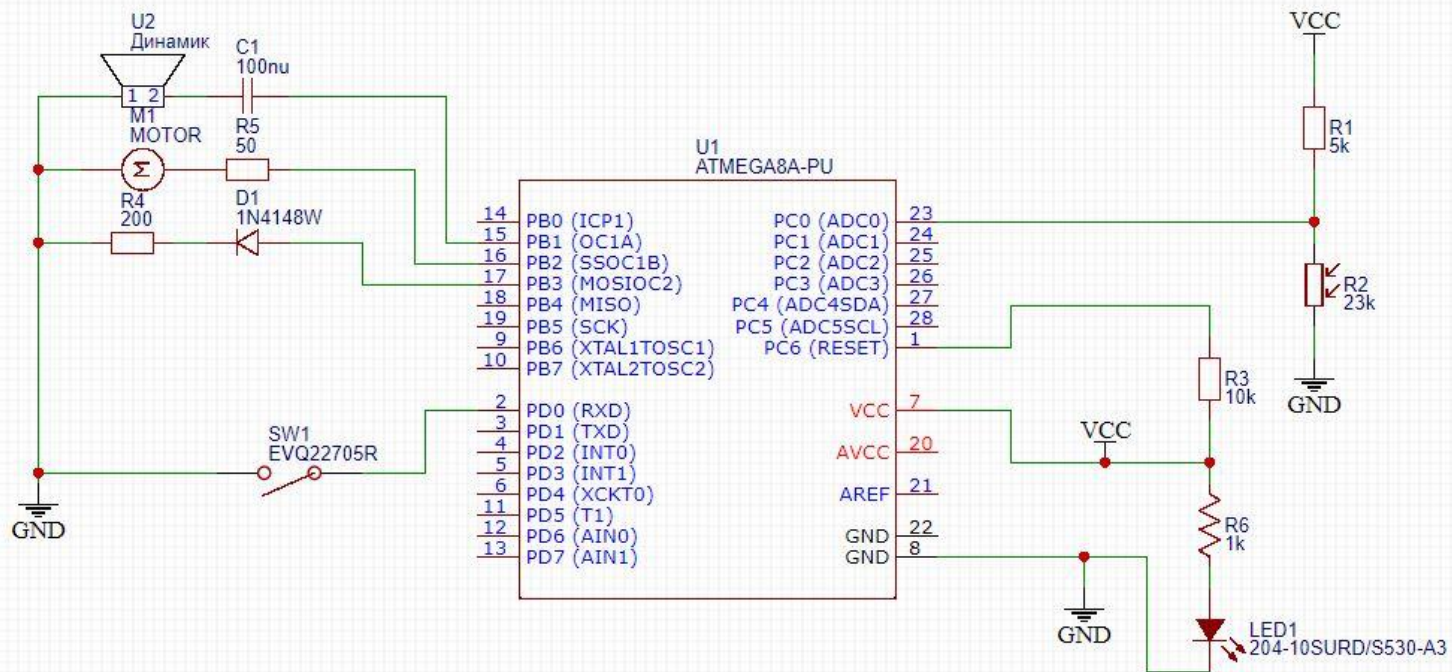 U2
Динамик
C1
100nu
1 2
M1
MOTOR
R5
50
R4
200
D1
1N4148W
SW1
EVQ22705R
GND
U1
ATMEGA8A-PU
14 PB0 (ICP1)
15 PB1 (OC1A)
16 PB2 (SSOC1B)
17 PB3 (MOSIOC2)
18 PB4 (MISO)
19 PB5 (SCK)
9 PB6 (XTAL1TOSC1)
10 PB7 (XTAL2TOSC2)
2 PD0 (RXD)
3 PD1 (TXD)
4 PD2 (INT0)
5 PD3 (INT1)
6 PD4 (XCKT0)
11 PD5 (T1)
12 PD6 (AIN0)
13 PD7 (AIN1)
PC0 (ADC0) 23
PC1 (ADC1) 24
PC2 (ADC2) 25
PC3 (ADC3) 26
PC4 (ADC4SDA) 27
PC5 (ADC5SCL) 28
PC6 (RESET) 1
VCC 7
AVCC 20
AREF 21
GND 22
GND 8
VCC
R1
5k
R2
23k
GND
R3
10k
VCC
R6
1k
GND
LED1
204-10SURD/S530-A3